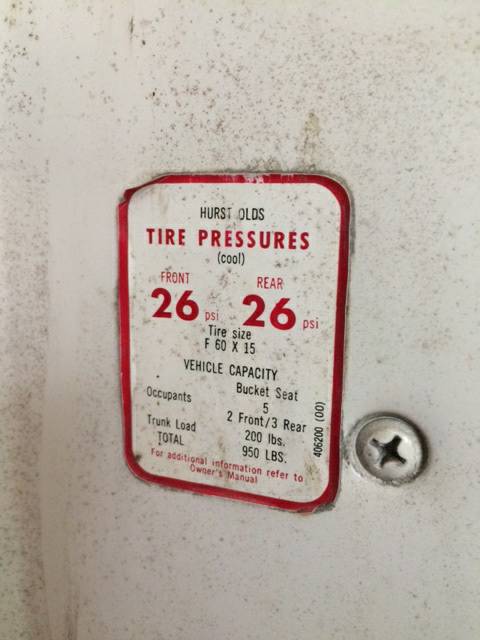 HURST OLDS
TIRE PRESSURES
(cool)
FRONT REAR
26 psi 26 psi
Tire size
F 60 X 15
VEHICLE CAPACITY
Bucket Seat
Occupants 5
2 Front/3 Rear
Trunk Load 200 lbs.
TOTAL 950 LBS.
For additional information refer to
Owner's Manual
406200 (00)